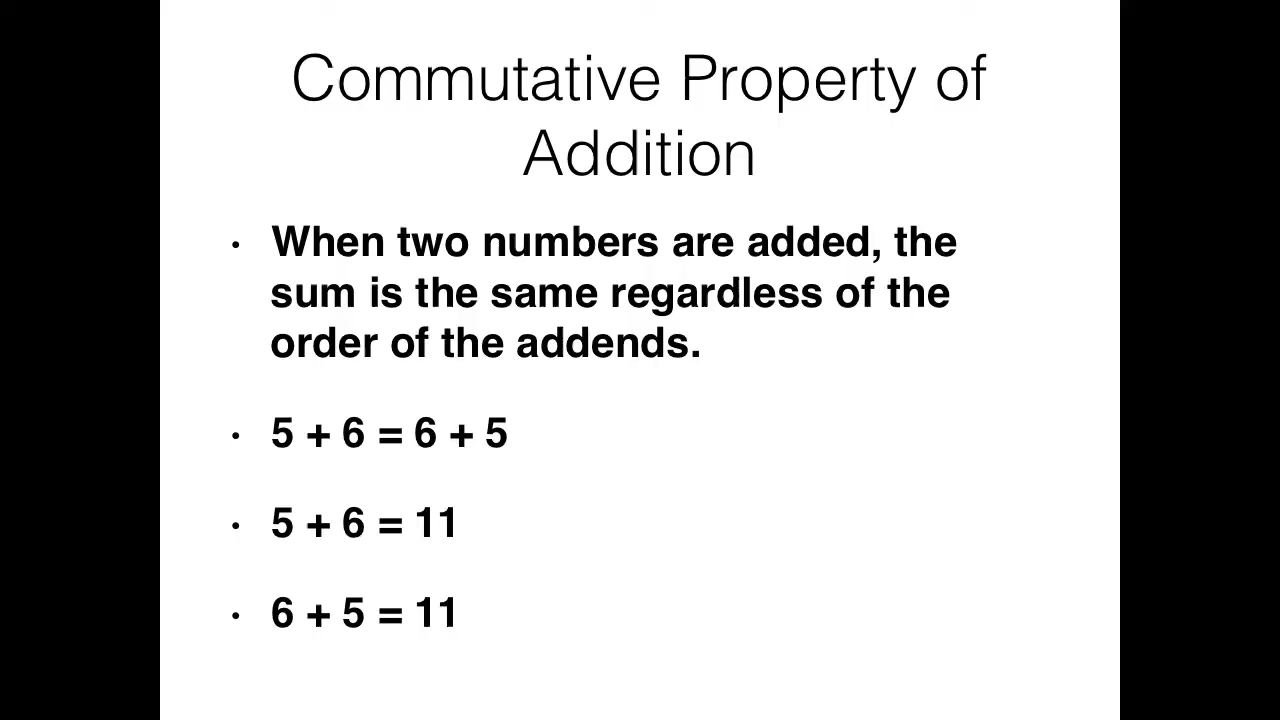 Commutative Property of
Addition
• When two numbers are added, the
sum is the same regardless of the
order of the addends.
• 5 + 6 = 6 + 5
• 5 + 6 = 11
• 6 + 5 = 11